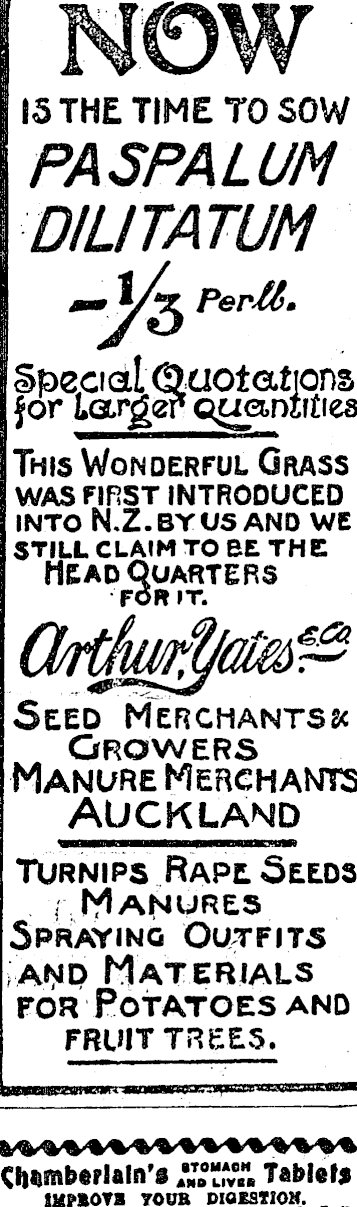 NOW
IS THE TIME TO SOW
PASPALUM
DILITATUM
-1/3 Per lb.
Special Quotations
for Larger Quantities
THIS WONDERFUL GRASS
WAS FIRST INTRODUCED
INTO N.Z. BY US AND WE
STILL CLAIM TO BE THE
HEAD QUARTERS
FOR IT.
Arthur Yates & Co.
SEED MERCHANTS &
GROWERS
MANURE MERCHANTS
AUCKLAND
TURNIPS RAPE SEEDS
MANURES
SPRAYING OUTFITS
AND MATERIALS
FOR POTATOES AND
FRUIT TREES.
Chamberlain's STOMACH AND LIVER Tablets
IMPROVE YOUR DIGESTION.